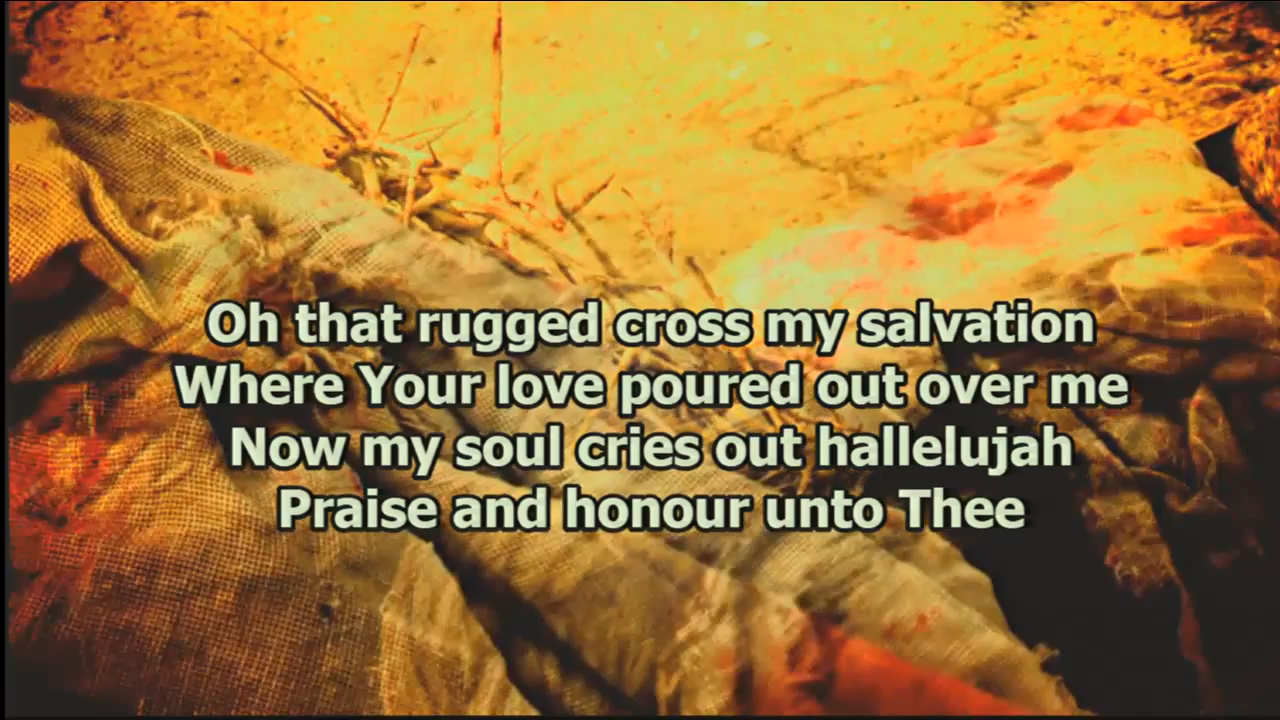 Oh that rugged cross my salvation
Where Your love poured out over me
Now my soul cries out hallelujah
Praise and honour unto Thee